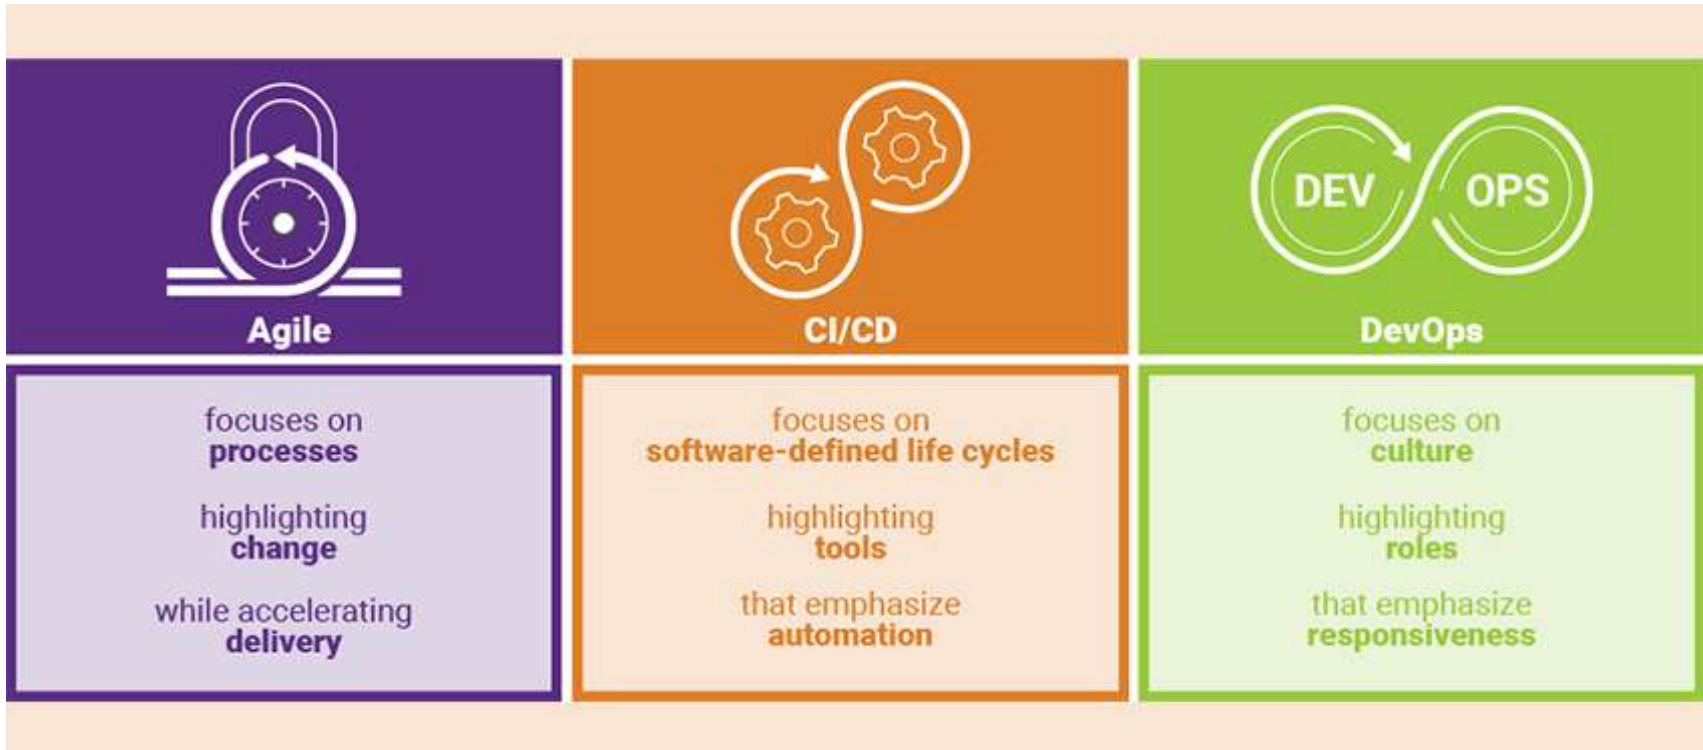 Agile
focuses on
processes
highlighting
change
while accelerating
delivery
CI/CD
focuses on
software-defined life cycles
highlighting
tools
that emphasize
automation
DEV OPS
DevOps
focuses on
culture
highlighting
roles
that emphasize
responsiveness